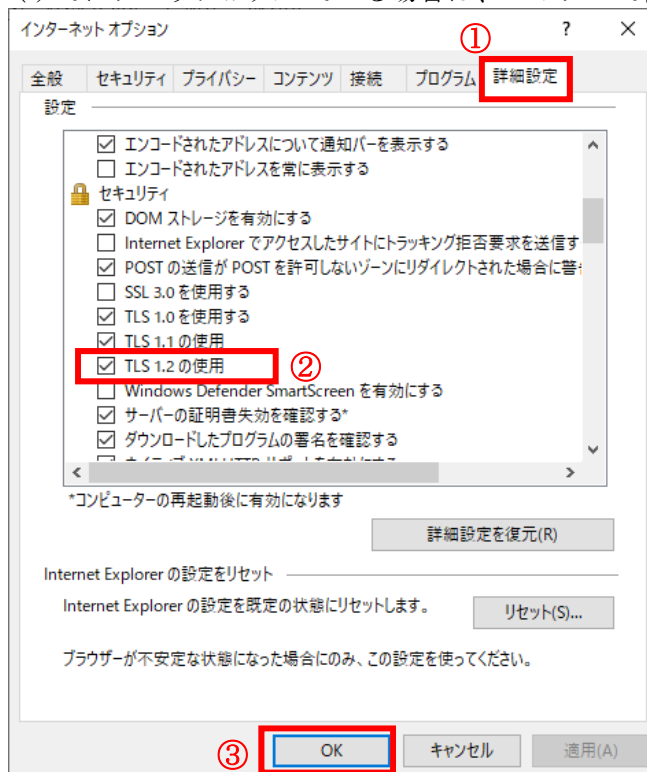 インターネット オプション
①
?
×
全般
セキュリティ
プライバシー
コンテンツ
接続
プログラム
詳細設定
設定
エンコードされたアドレスについて通知バーを表示する
エンコードされたアドレスを常に表示する
セキュリティ
DOM ストレージを有効にする
Internet Explorer でアクセスしたサイトにトラッキング拒否要求を送信す
POST の送信が POST を許可しないゾーンにリダイレクトされた場合に警
SSL 3.0 を使用する
TLS 1.0 を使用する
TLS 1.1 の使用
TLS 1.2 の使用
②
Windows Defender SmartScreen を有効にする
サーバーの証明書失効を確認する*
ダウンロードしたプログラムの署名を確認する
*コンピューターの再起動後に有効になります
詳細設定を復元(R)
Internet Explorer の設定をリセット
Internet Explorer の設定を既定の状態にリセットします。
リセット(S)...
ブラウザーが不安定な状態になった場合にのみ、この設定を使ってください。
③
OK
キャンセル
適用(A)